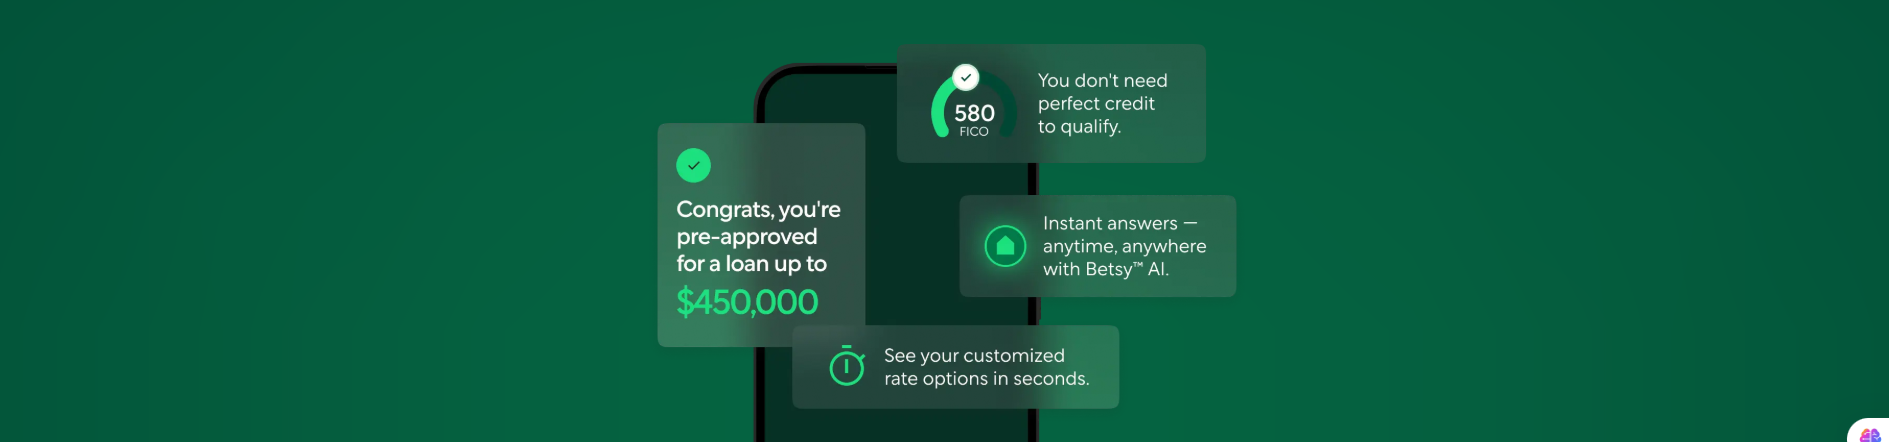 580
FICO
You don't need
perfect credit
to qualify.
Congrats, you're
pre-approved
for a loan up to
$450,000
Instant answers —
anytime, anywhere
with Betsy™ AI.
See your customized
rate options in seconds.